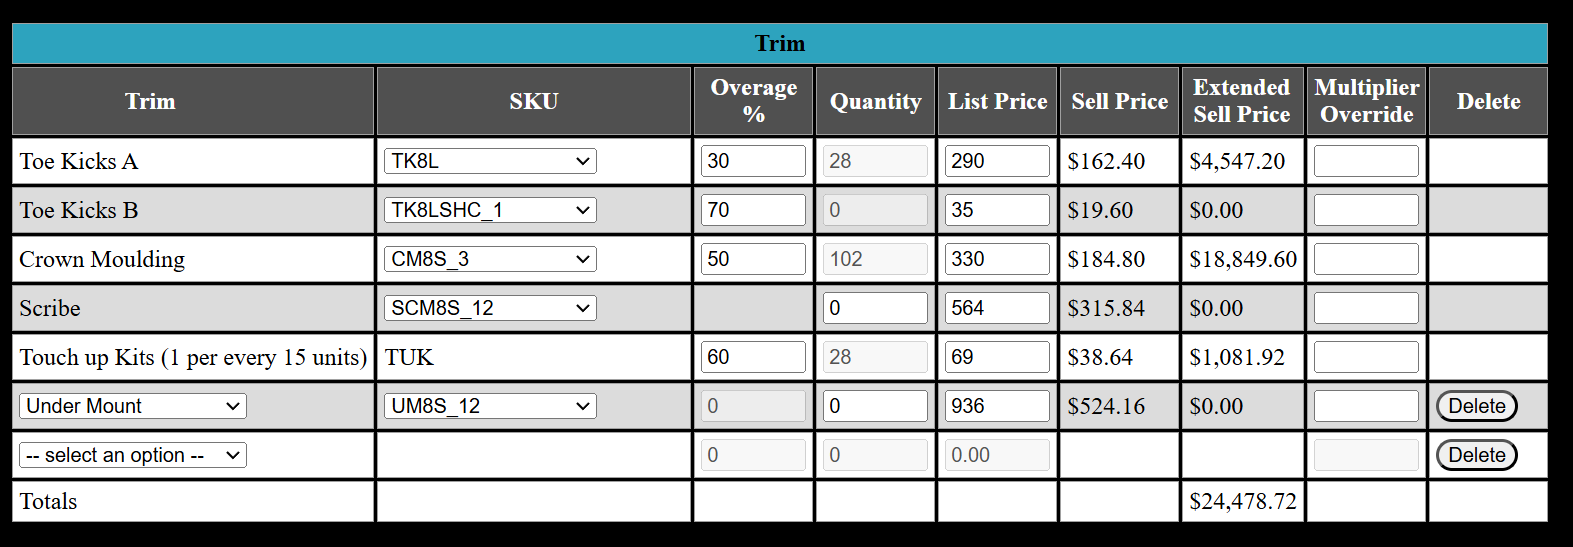 Trim
Trim SKU Overage % Quantity List Price Sell Price Extended Sell Price Multiplier Override Delete
Toe Kicks A TK8L 30 28 290 $162.40 $4,547.20
Toe Kicks B TK8LSHC_1 70 0 35 $19.60 $0.00
Crown Moulding CM8S_3 50 102 330 $184.80 $18,849.60
Scribe SCM8S_12 0 564 $315.84 $0.00
Touch up Kits (1 per every 15 units) TUK 60 28 69 $38.64 $1,081.92
Under Mount UM8S_12 0 0 936 $524.16 $0.00 Delete
-- select an option -- 0 0 0.00 Delete
Totals $24,478.72